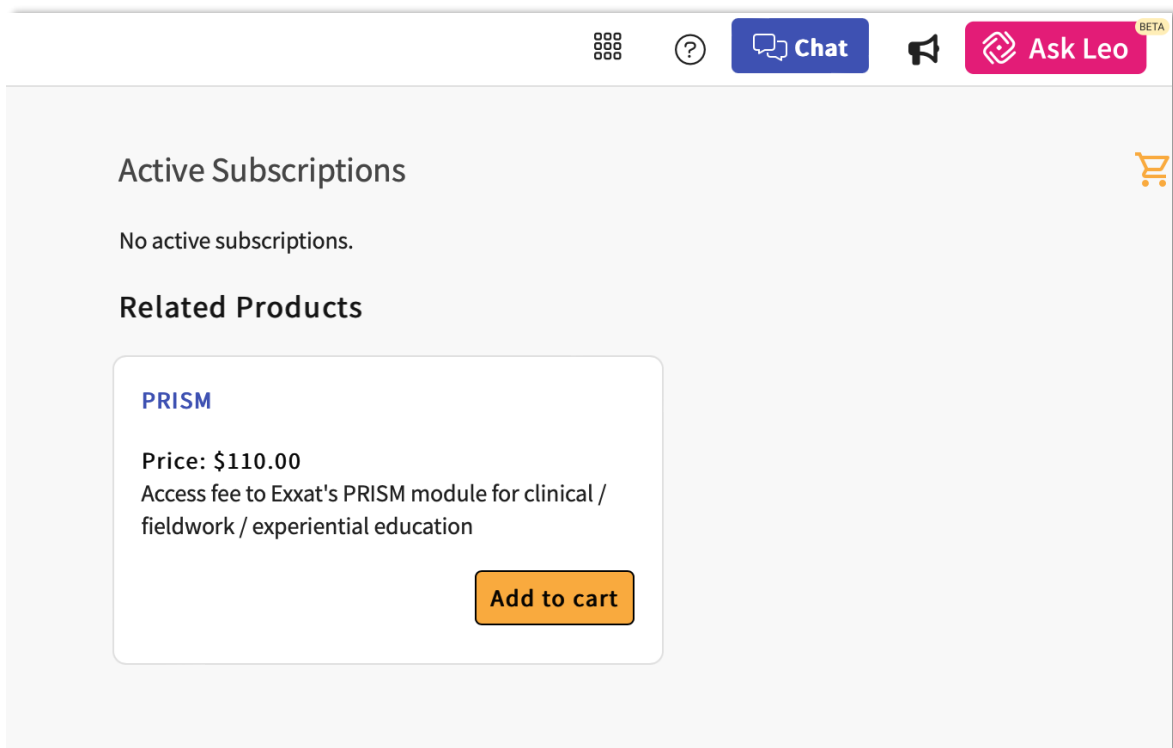 Chat
Ask Leo
BETA
Active Subscriptions
No active subscriptions.
Related Products
PRISM
Price: $110.00
Access fee to Exxat's PRISM module for clinical /
fieldwork / experiential education
Add to cart